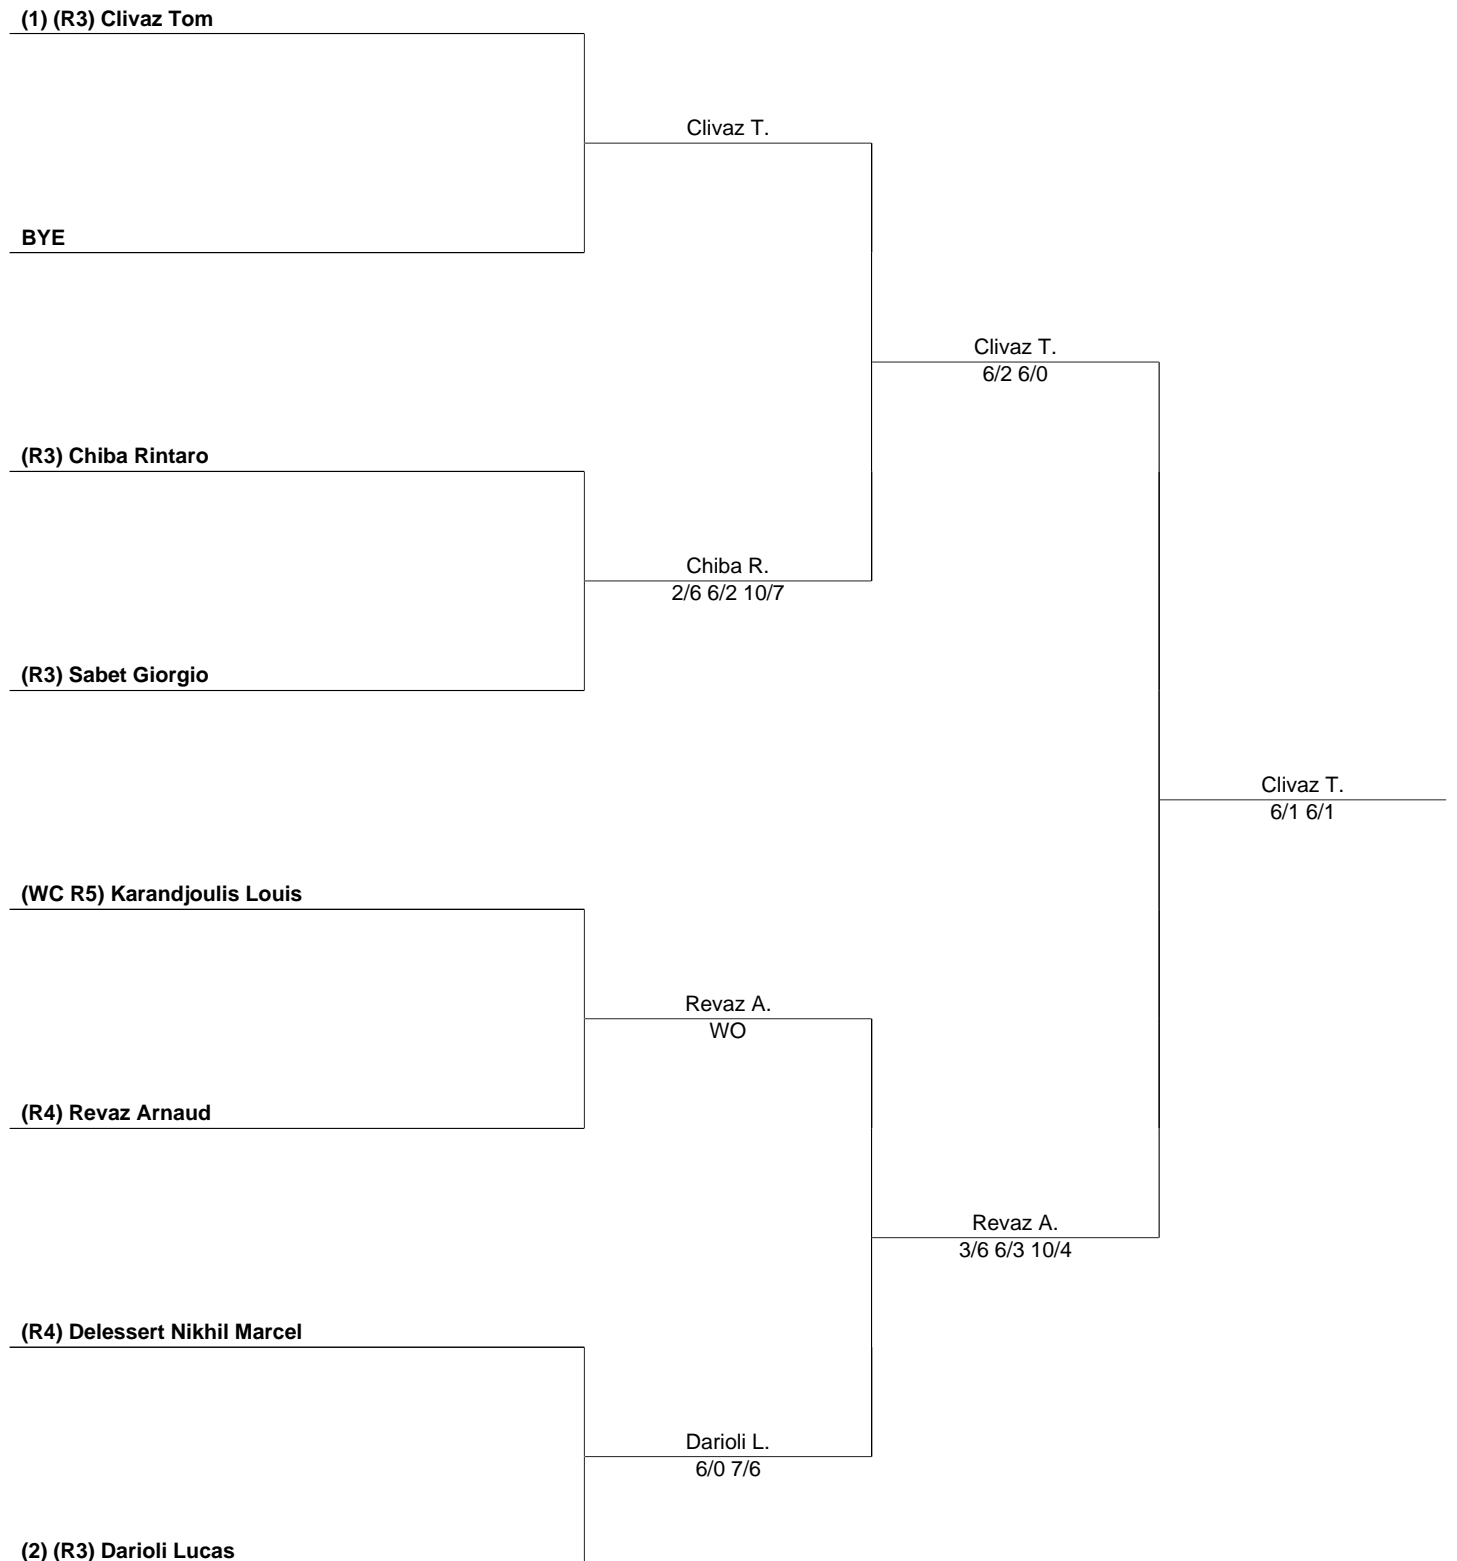 (1) (R3) Clivaz Tom
Clivaz T.
BYE
Clivaz T.
6/2 6/0
(R3) Chiba Rintaro
Chiba R.
2/6 6/2 10/7
(R3) Sabet Giorgio
Clivaz T.
6/1 6/1
(WC R5) Karandjoulis Louis
Revaz A.
WO
(R4) Revaz Arnaud
Revaz A.
3/6 6/3 10/4
(R4) Delessert Nikhil Marcel
Darioli L.
6/0 7/6
(2) (R3) Darioli Lucas